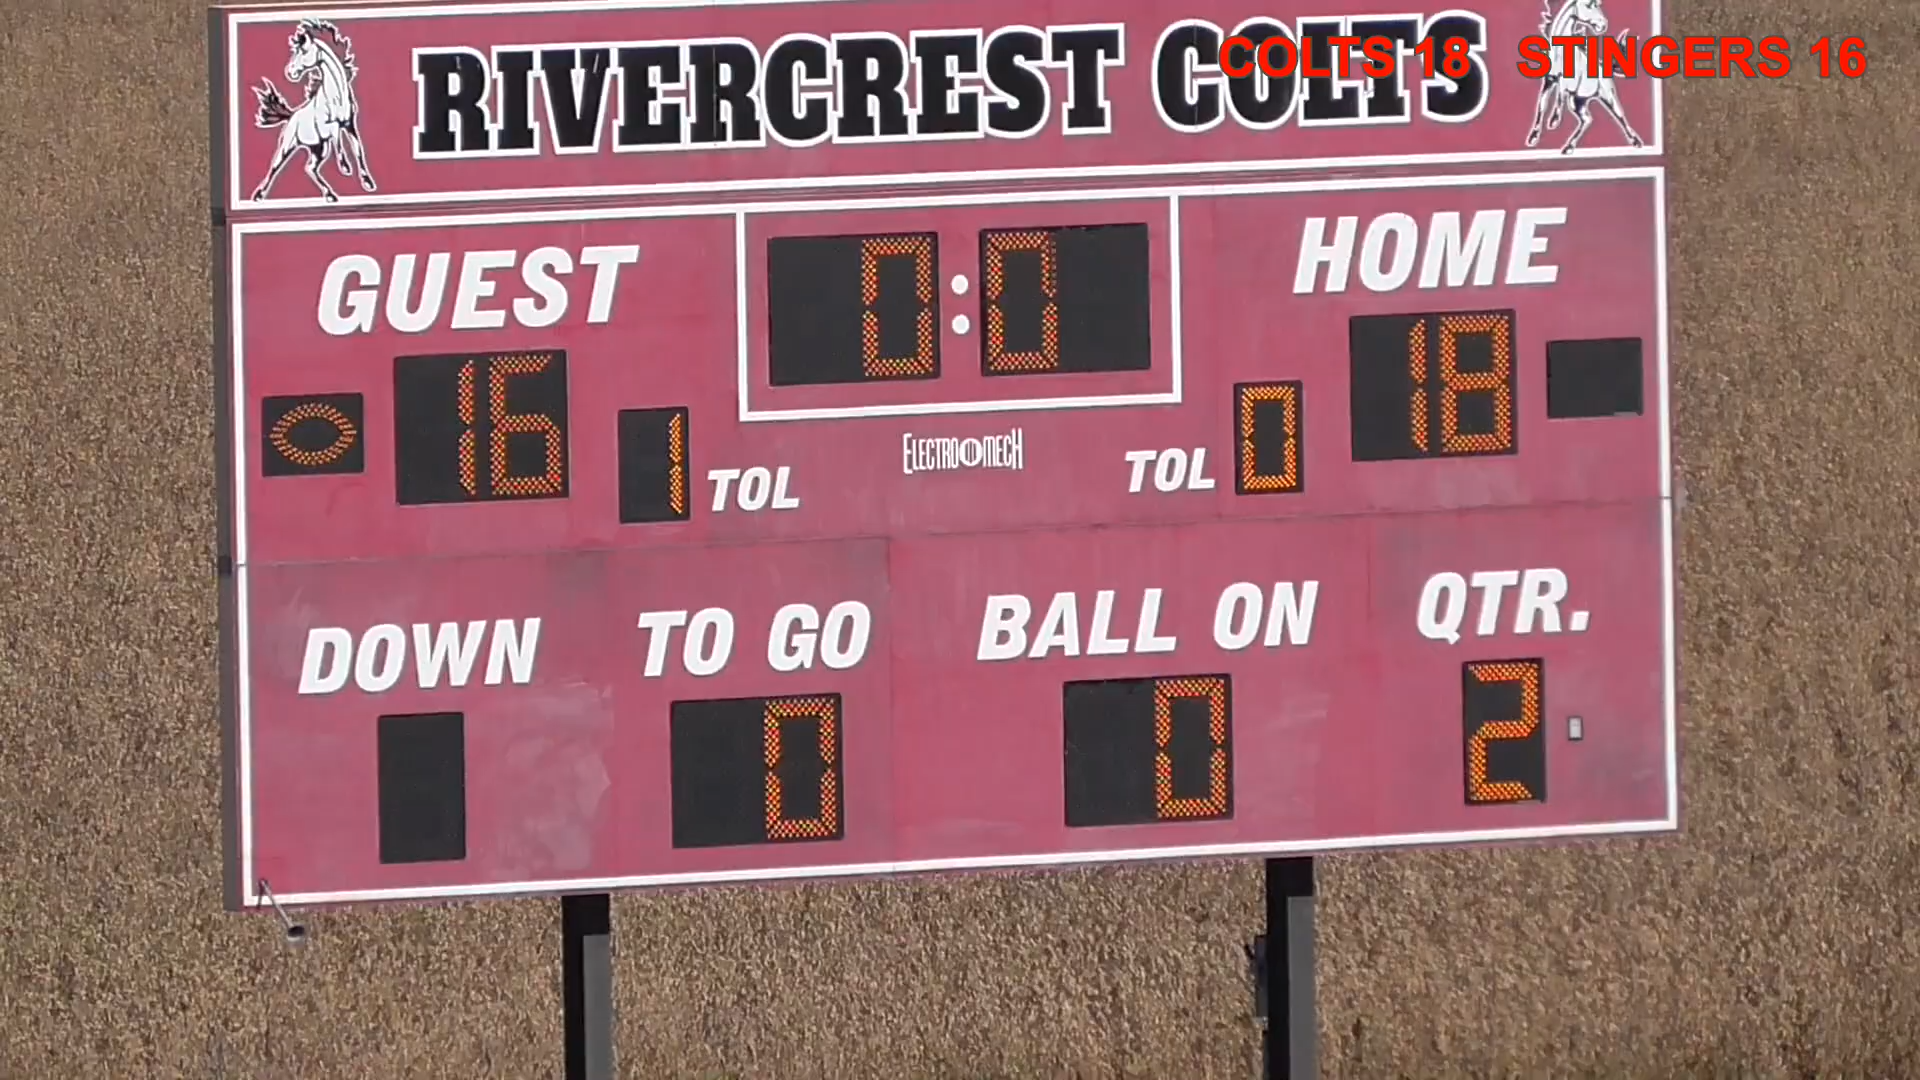 COLTS 18 STINGERS 16
RIVERCREST COLTS
GUEST
0:0
HOME
16
1
TOL
ELECTRO MECH
TOL
0
18
DOWN
TO GO
BALL ON
QTR.
0
0
2